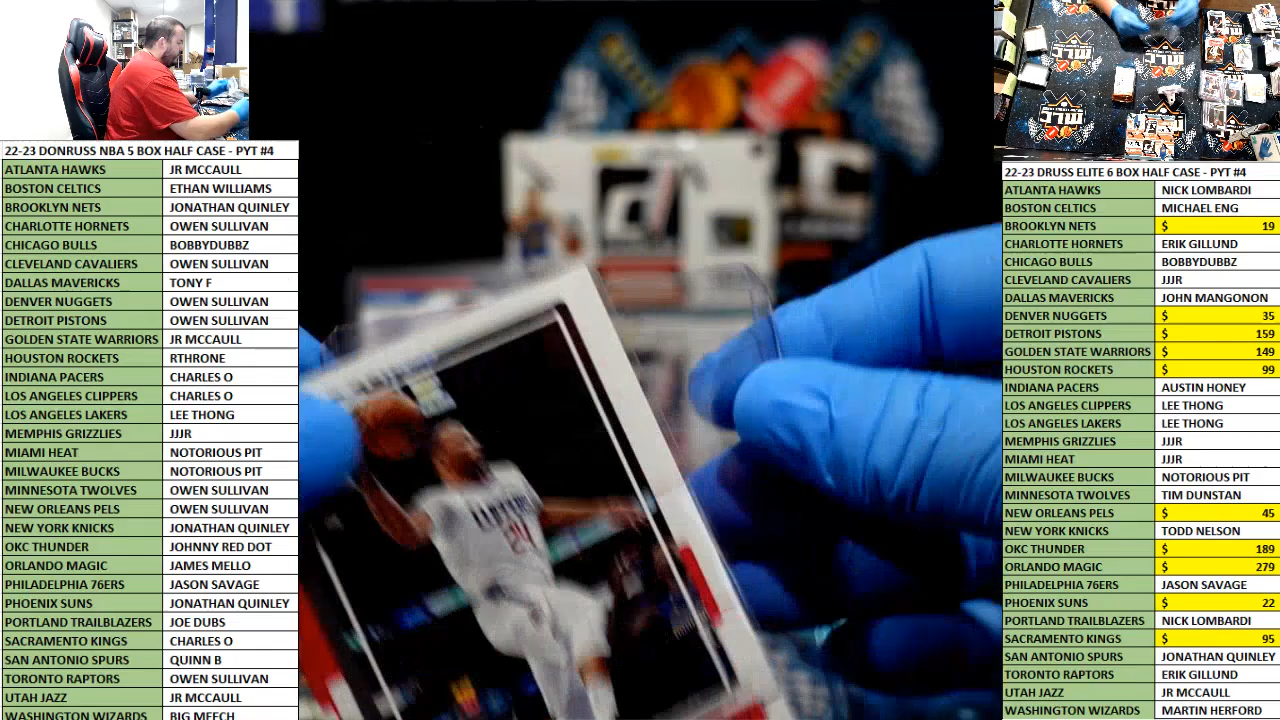 22-23 DONRUSS NBA 5 BOX HALF CASE - PYT #4
ATLANTA HAWKS JR MCCAULL
BOSTON CELTICS ETHAN WILLIAMS
BROOKLYN NETS JONATHAN QUINLEY
CHARLOTTE HORNETS OWEN SULLIVAN
CHICAGO BULLS BOBBYDUBBZ
CLEVELAND CAVALIERS OWEN SULLIVAN
DALLAS MAVERICKS TONY F
DENVER NUGGETS OWEN SULLIVAN
DETROIT PISTONS OWEN SULLIVAN
GOLDEN STATE WARRIORS JR MCCAULL
HOUSTON ROCKETS RTHRONE
INDIANA PACERS CHARLES O
LOS ANGELES CLIPPERS CHARLES O
LOS ANGELES LAKERS LEE THONG
MEMPHIS GRIZZLIES JJJR
MIAMI HEAT NOTORIOUS PIT
MILWAUKEE BUCKS NOTORIOUS PIT
MINNESOTA TWOLVES OWEN SULLIVAN
NEW ORLEANS PELS OWEN SULLIVAN
NEW YORK KNICKS JONATHAN QUINLEY
OKC THUNDER JOHNNY RED DOT
ORLANDO MAGIC JAMES MELLO
PHILADELPHIA 76ERS JASON SAVAGE
PHOENIX SUNS JONATHAN QUINLEY
PORTLAND TRAILBLAZERS JOE DUBS
SACRAMENTO KINGS CHARLES O
SAN ANTONIO SPURS QUINN B
TORONTO RAPTORS OWEN SULLIVAN
UTAH JAZZ JR MCCAULL
WASHINGTON WIZARDS BIG MEECH
22-23 DRUSS ELITE 6 BOX HALF CASE - PYT #4
ATLANTA HAWKS NICK LOMBARDI
BOSTON CELTICS MICHAEL ENG
BROOKLYN NETS $ 19
CHARLOTTE HORNETS ERIK GILLUND
CHICAGO BULLS BOBBYDUBBZ
CLEVELAND CAVALIERS JJJR
DALLAS MAVERICKS JOHN MANGONON
DENVER NUGGETS $ 35
DETROIT PISTONS $ 159
GOLDEN STATE WARRIORS $ 149
HOUSTON ROCKETS $ 99
INDIANA PACERS AUSTIN HONEY
LOS ANGELES CLIPPERS LEE THONG
LOS ANGELES LAKERS LEE THONG
MEMPHIS GRIZZLIES JJJR
MIAMI HEAT JJJR
MILWAUKEE BUCKS NOTORIOUS PIT
MINNESOTA TWOLVES TIM DUNSTAN
NEW ORLEANS PELS $ 45
NEW YORK KNICKS TODD NELSON
OKC THUNDER $ 189
ORLANDO MAGIC $ 279
PHILADELPHIA 76ERS JASON SAVAGE
PHOENIX SUNS $ 22
PORTLAND TRAILBLAZERS NICK LOMBARDI
SACRAMENTO KINGS $ 95
SAN ANTONIO SPURS JONATHAN QUINLEY
TORONTO RAPTORS ERIK GILLUND
UTAH JAZZ JR MCCAULL
WASHINGTON WIZARDS MARTIN HERFORD